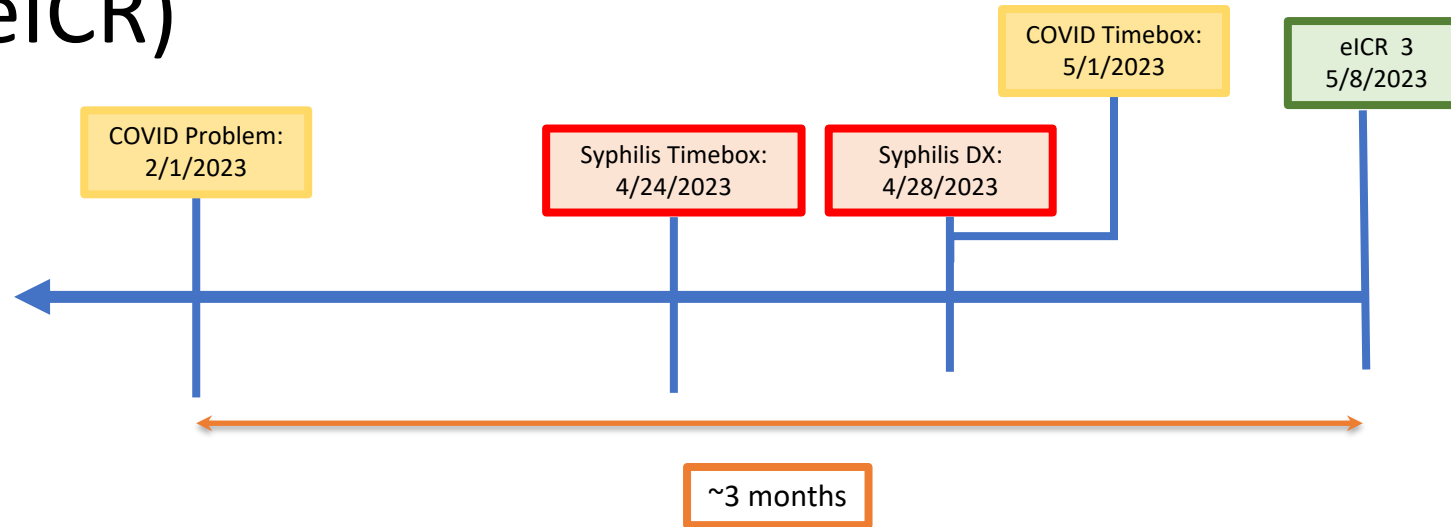 eICR)
COVID Timebox:
5/1/2023
eICR 3
5/8/2023
COVID Problem:
2/1/2023
Syphilis Timebox:
4/24/2023
Syphilis DX:
4/28/2023
~3 months